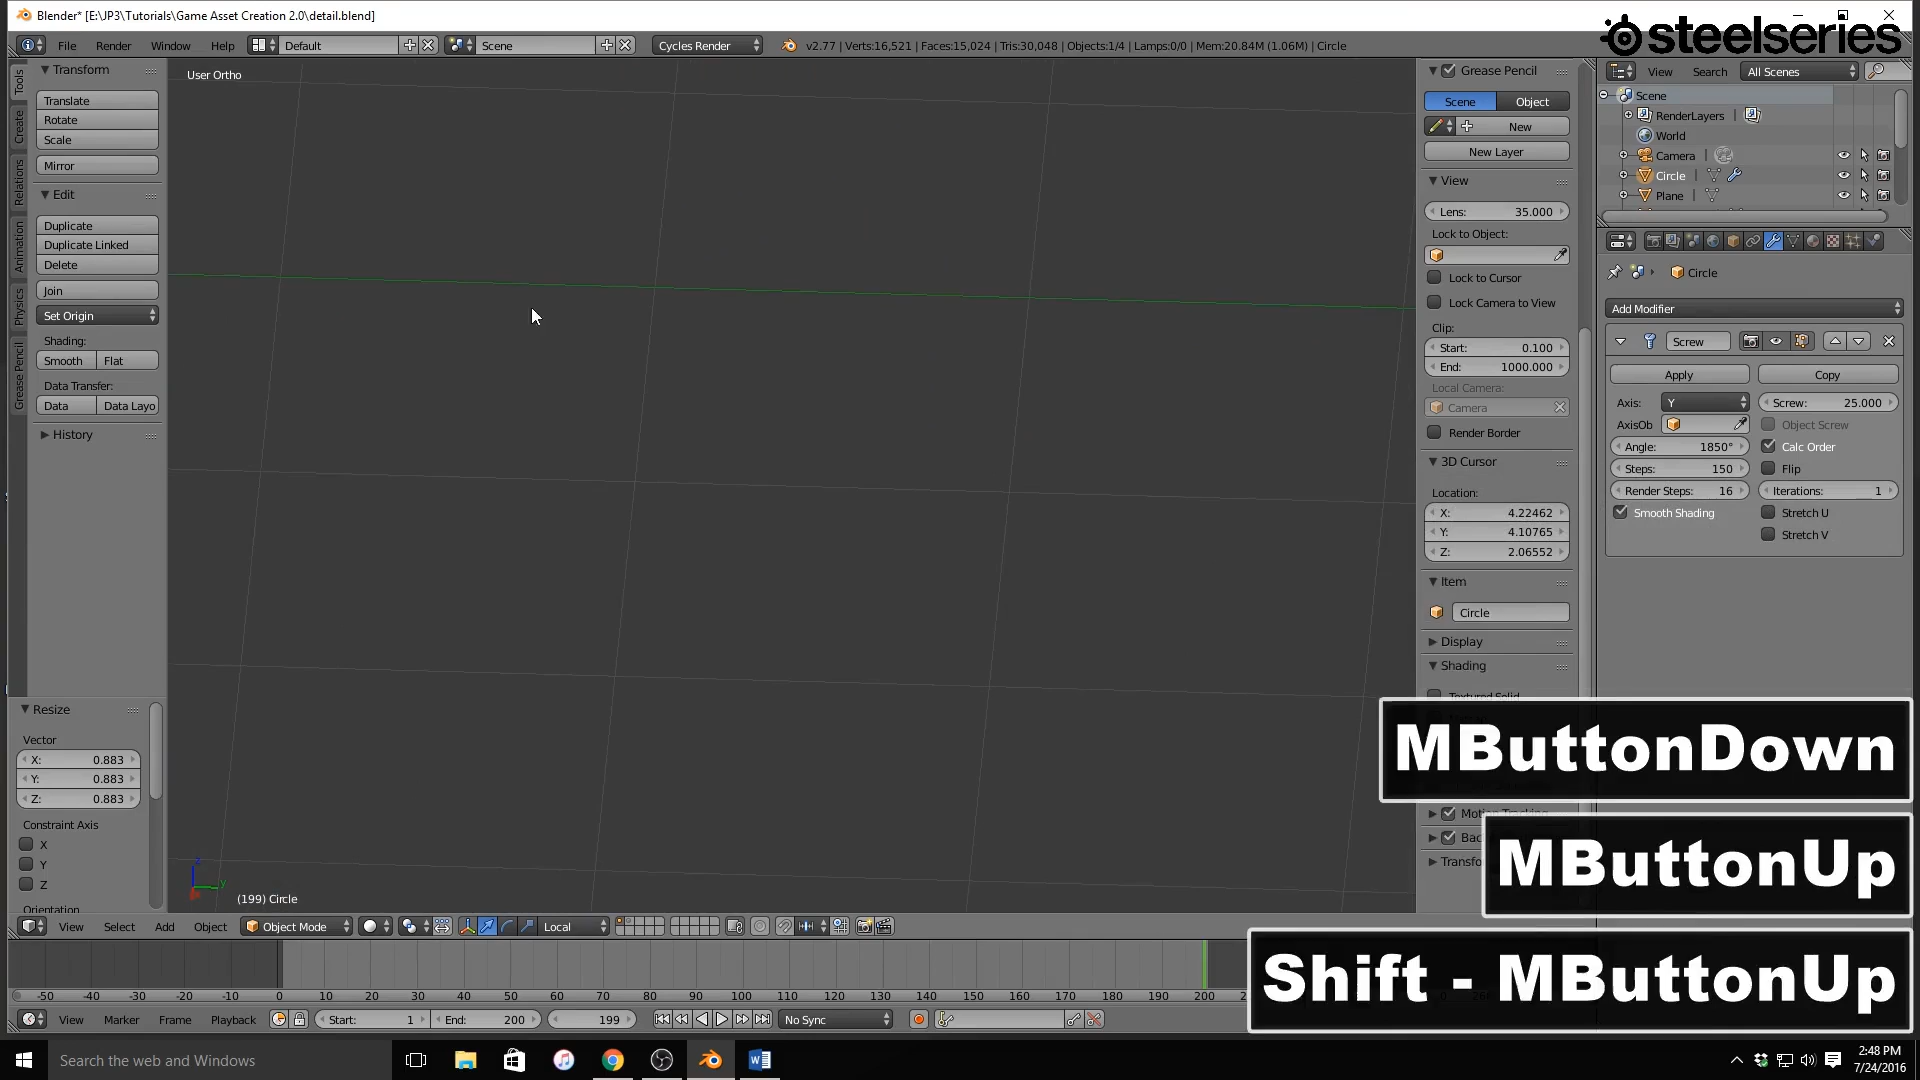 Blender* [E:\JP3\Tutorials\Game Asset Creation 2.0\detail.blend]
steelseries
File Render Window Help Default Scene Cycles Render v2.77 | Verts:16,521 | Faces:15,024 | Tris:30,048 | Objects:1/4 | Lamps:0/0 | Mem:20.84M (1.06M) | Circle
View Search All Scenes
Tools
Create
Relations
Animation
Physics
Grease Pencil
Transform
Translate
Rotate
Scale
Mirror
Edit
Duplicate
Duplicate Linked
Delete
Join
Set Origin
Shading:
Smooth Flat
Data Transfer:
Data Data Layo
History
Resize
Vector
X: 0.883
Y: 0.883
Z: 0.883
Constraint Axis
X
Y
Z
Orientation
User Ortho
z
y
(199) Circle
Grease Pencil
Scene Object
New
New Layer
View
Lens: 35.000
Lock to Object:
Lock to Cursor
Lock Camera to View
Clip:
Start: 0.100
End: 1000.000
Local Camera:
Camera
Render Border
3D Cursor
Location:
X: 4.22462
Y: 4.10765
Z: 2.06552
Item
Circle
Display
Shading
Textured Solid
Motion Tracking
Bac
Transfo
Scene
RenderLayers
World
Camera
Circle
Plane
Circle
Add Modifier
Screw
Apply Copy
Axis: Y Screw: 25.000
AxisOb Object Screw
Angle: 1850° Calc Order
Steps: 150 Flip
Render Steps: 16 Iterations: 1
Smooth Shading Stretch U
Stretch V
MButtonDown
MButtonUp
Shift - MButtonUp
View Select Add Object Object Mode Local
-50 -40 -30 -20 -10 0 10 20 30 40 50 60 70 80 90 100 110 120 130 140 150 160 170 180 190 200
View Marker Frame Playback Start: 1 End: 200 199 No Sync
Search the web and Windows
2:48 PM
7/24/2016